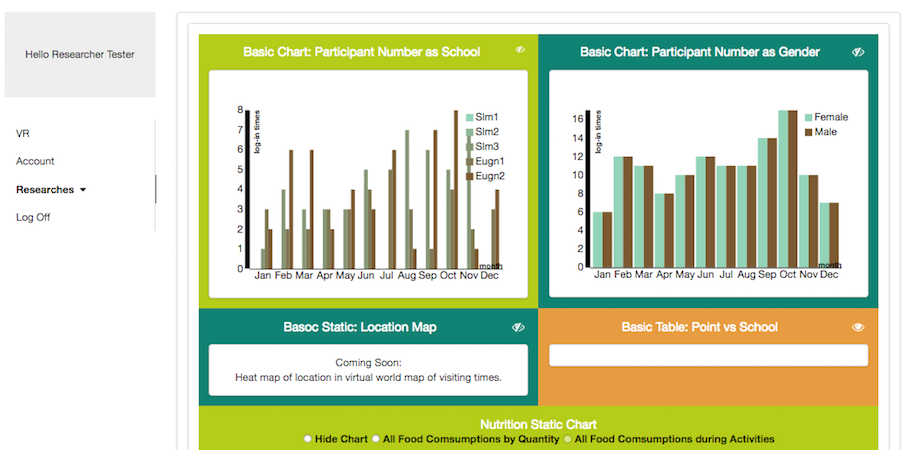 Hello Researcher Tester
VR
Account
Researches
Log Off
Basic Chart: Participant Number as School
8
7
6
5
4
3
2
1
0
log-in times
Slm1
Slm2
Slm3
Eugn1
Eugn2
month
Jan Feb Mar Apr May Jun Jul Aug Sep Oct Nov Dec
Basic Chart: Participant Number as Gender
16
14
12
10
8
6
4
2
0
log-in times
Female
Male
month
Jan Feb Mar Apr May Jun Jul Aug Sep Oct Nov Dec
Basoc Static: Location Map
Coming Soon:
Heat map of location in virtual world map of visiting times.
Basic Table: Point vs School
Nutrition Static Chart
Hide Chart All Food Comsumptions by Quantity All Food Comsumptions during Activities